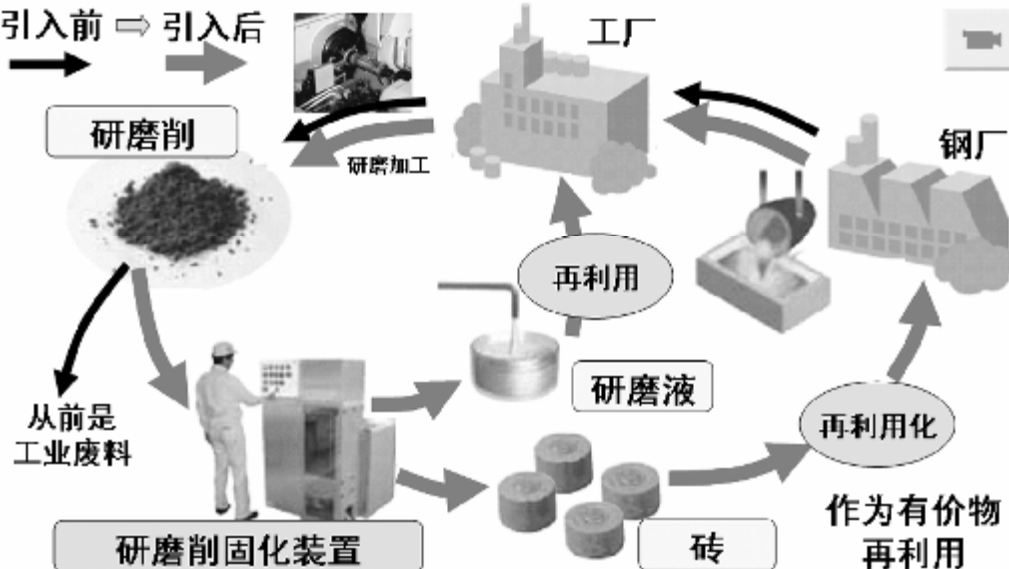 引入前 ⇨ 引入后
工厂
钢厂
研磨削
研磨加工
再利用
从前是
工业废料
研磨液
再利用化
研磨削固化装置
砖
作为有价物
再利用